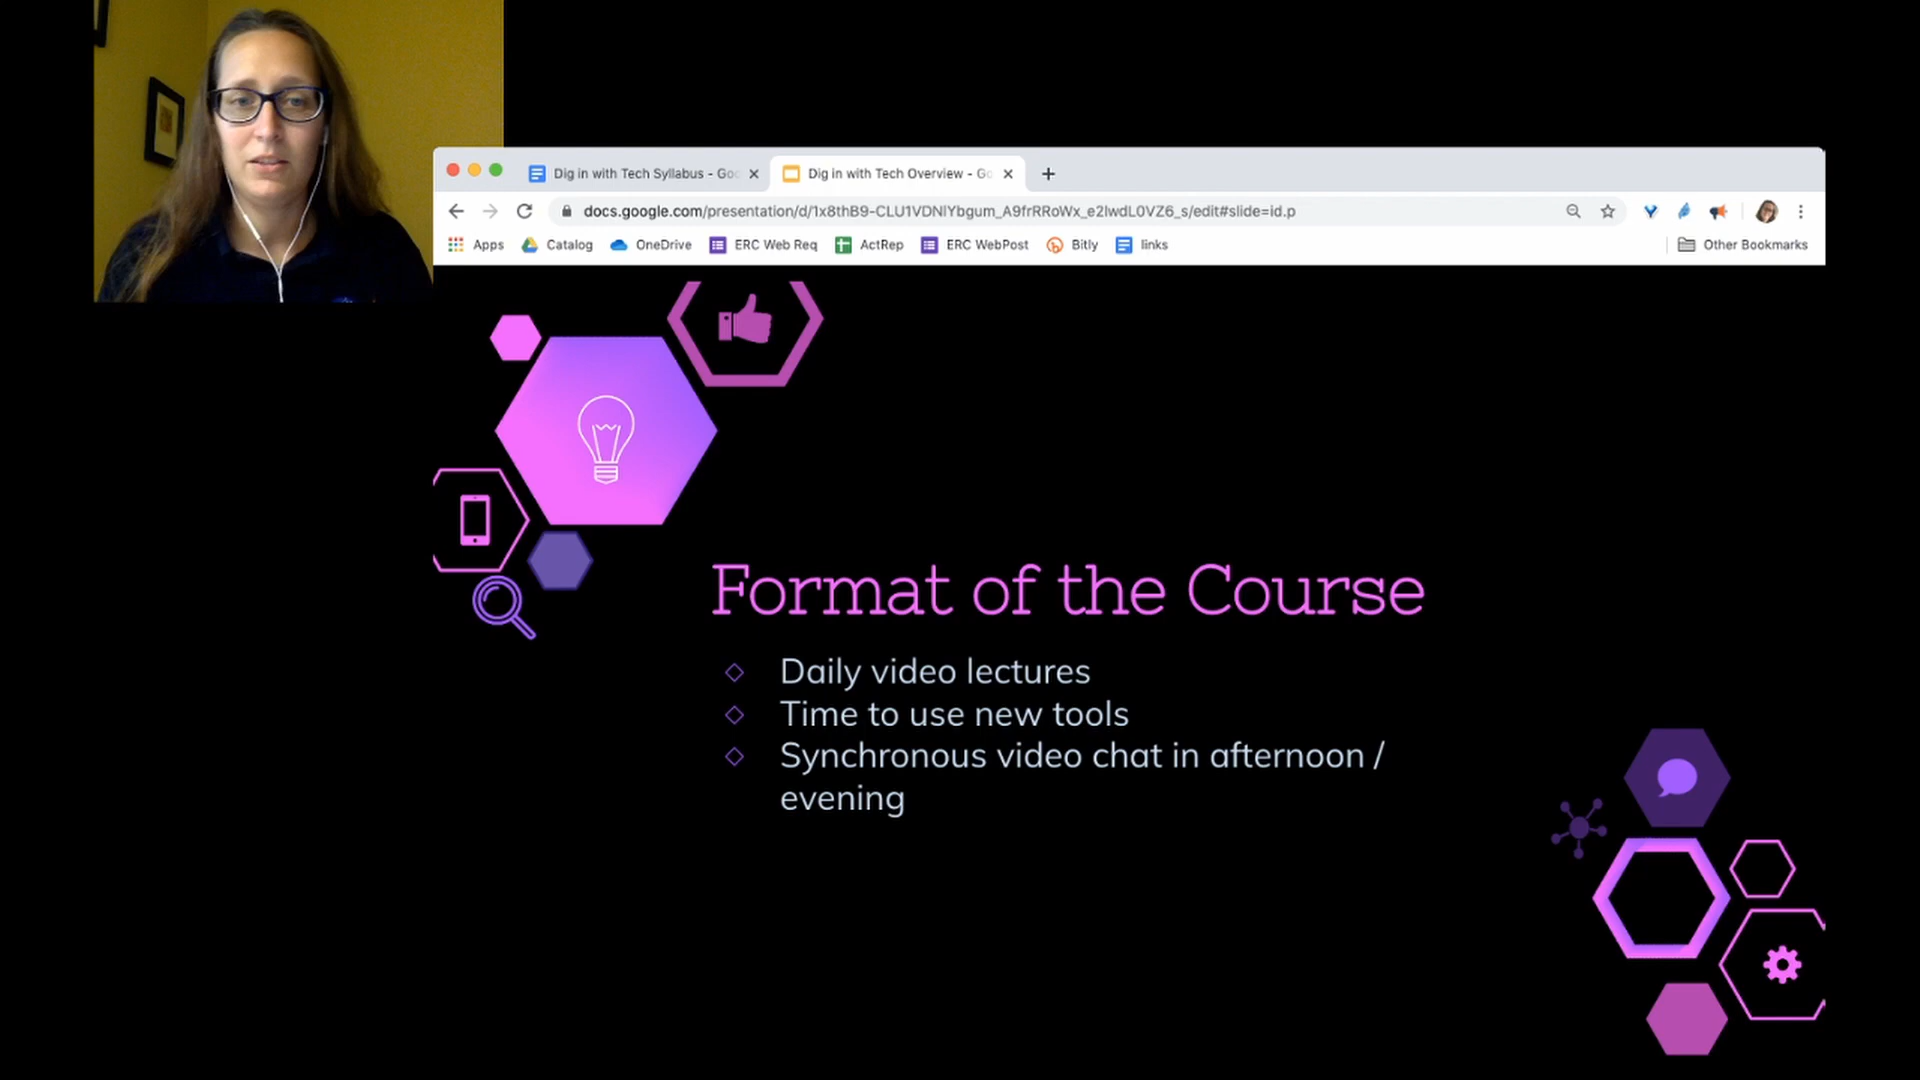 Dig in with Tech Syllabus - Goo
Dig in with Tech Overview - Go
docs.google.com/presentation/d/1x8thB9-CLU1VDNlYbgum_A9frRRoWx_e2lwdL0VZ6_s/edit#slide=id.p
Apps
Catalog
OneDrive
ERC Web Req
ActRep
ERC WebPost
Bitly
links
Other Bookmarks
Format of the Course
Daily video lectures
Time to use new tools
Synchronous video chat in afternoon /
evening